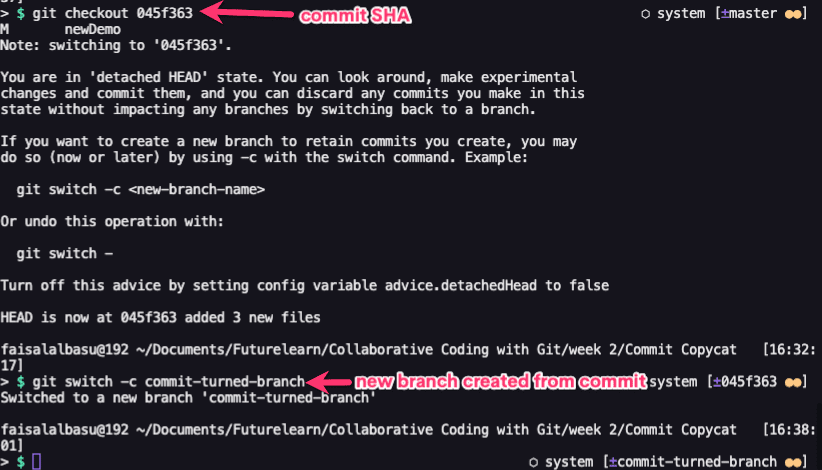 17]
> $ git checkout 045f363 commit SHA ⬡ system [±master ●●]
M newDemo
Note: switching to '045f363'.
You are in 'detached HEAD' state. You can look around, make experimental
changes and commit them, and you can discard any commits you make in this
state without impacting any branches by switching back to a branch.
If you want to create a new branch to retain commits you create, you may
do so (now or later) by using -c with the switch command. Example:
git switch -c <new-branch-name>
Or undo this operation with:
git switch -
Turn off this advice by setting config variable advice.detachedHead to false
HEAD is now at 045f363 added 3 new files
faisalalbasu@192 ~/Documents/Futurelearn/Collaborative Coding with Git/week 2/Commit Copycat [16:32:
17]
> $ git switch -c commit-turned-branch new branch created from commit system [±045f363 ●●]
Switched to a new branch 'commit-turned-branch'
faisalalbasu@192 ~/Documents/Futurelearn/Collaborative Coding with Git/week 2/Commit Copycat [16:38:
01]
> $ ⬡ system [±commit-turned-branch ●●]